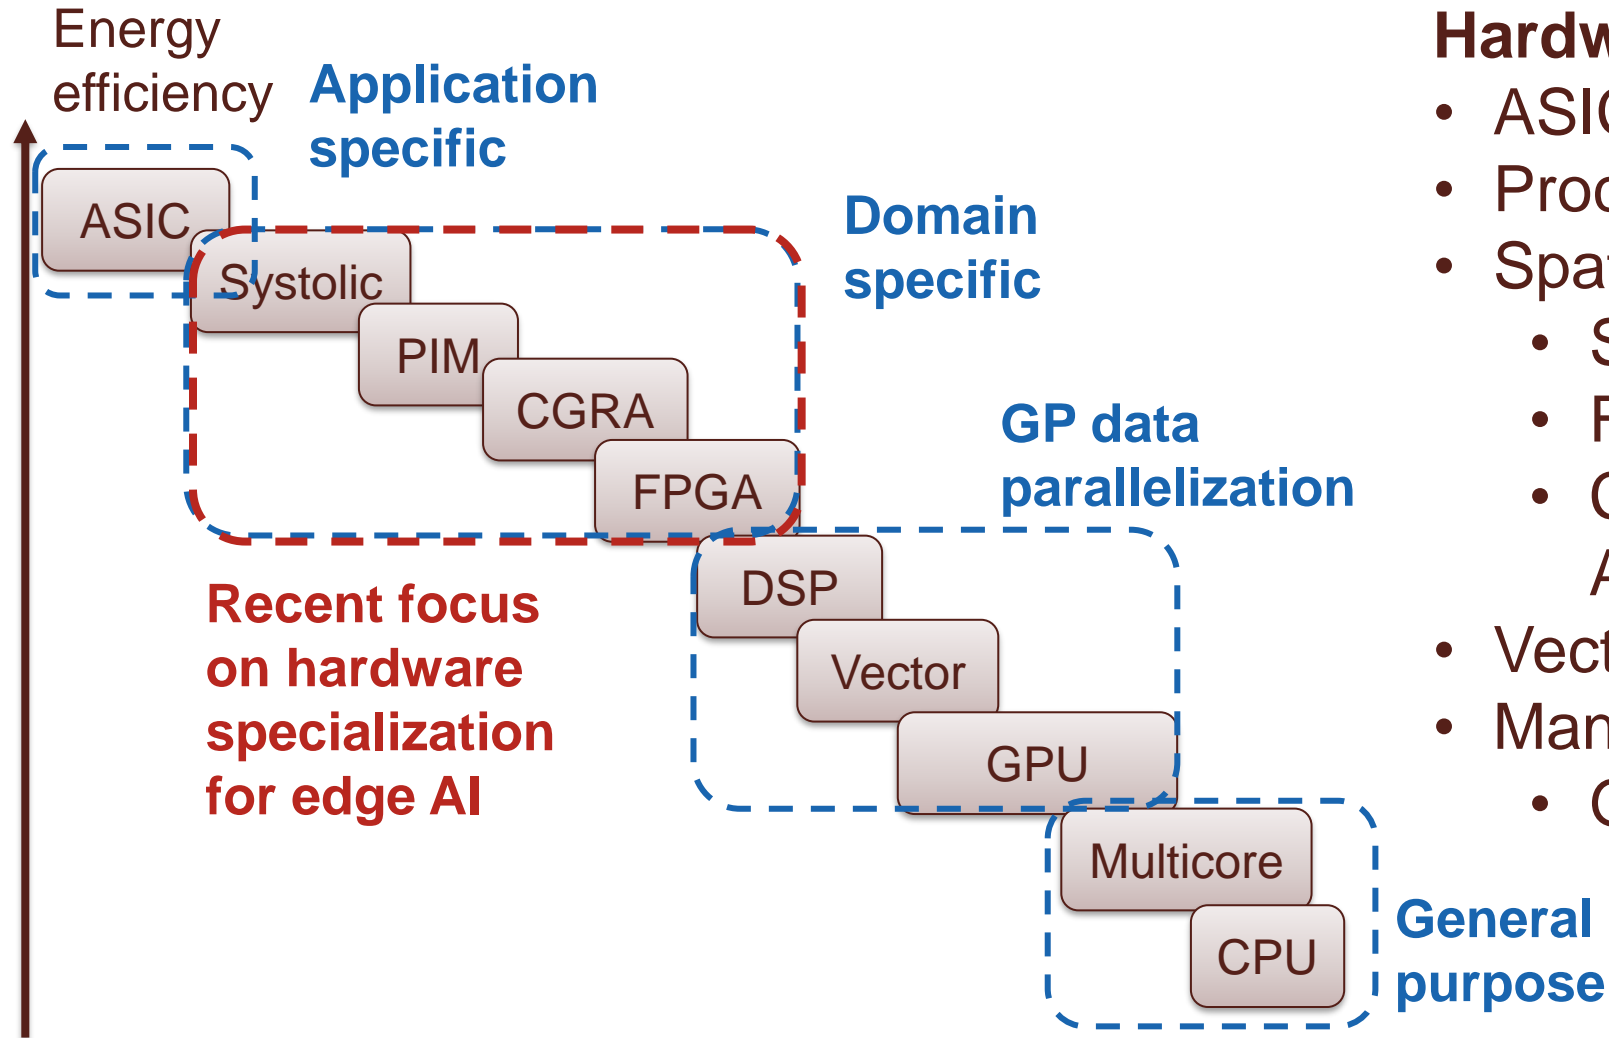 Energy
efficiency
Application
specific
ASIC
Systolic
PIM
CGRA
FPGA
Domain
specific
GP data
parallelization
DSP
Vector
GPU
Recent focus
on hardware
specialization
for edge AI
Multicore
CPU
General
purpose